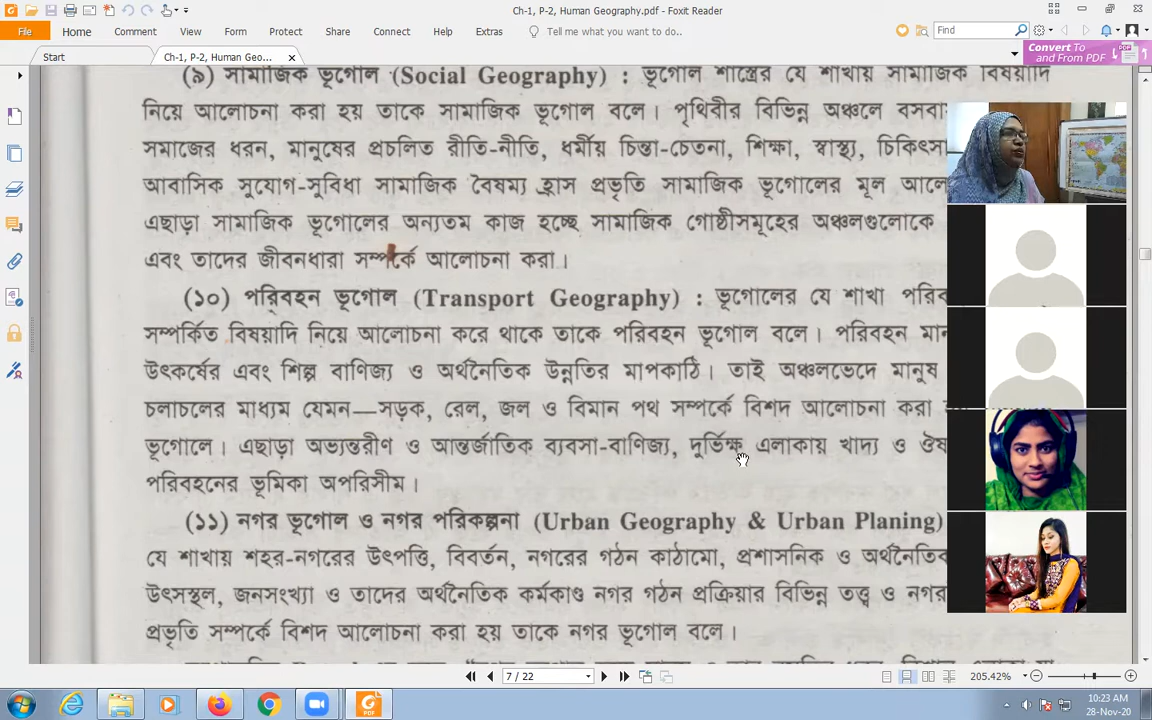 Ch-1, P-2, Human Geography.pdf - Foxit Reader
File Home Comment View Form Protect Share Connect Help Extras Tell me what you want to do.. Find
Start Ch-1, P-2, Human Geo...
Convert To
and From PDF
(৯) সামাজিক ভূগোল (Social Geography) : ভূগোল শাস্ত্রের যে শাখায় সামাজিক বিষয়াদি
নিয়ে আলোচনা করা হয় তাকে সামাজিক ভূগোল বলে। পৃথিবীর বিভিন্ন অঞ্চলে
সমাজের ধরন, মানুষের প্রচলিত রীতি-নীতি, ধর্মীয় চিন্তা-চেতনা, শিক্ষা, স্বাস্থ্য,
আবাসিক সুযোগ-সুবিধা সামাজিক বৈষম্য হ্রাস প্রভৃতি সামাজিক ভূগোলের মূল
এছাড়া সামাজিক ভূগোলের অন্যতম কাজ হচ্ছে সামাজিক গোষ্ঠীসমূহের অঞ্চলগুলোকে
এবং তাদের জীবনধারা সম্পর্কে আলোচনা করা।
(১০) পরিবহন ভূগোল (Transport Geography) : ভূগোলের যে শাখা
সম্পর্কিত বিষয়াদি নিয়ে আলোচনা করে থাকে তাকে পরিবহন ভূগোল বলে। পরিবহন
উৎকর্ষের এবং শিল্প বাণিজ্য ও অর্থনৈতিক উন্নতির মাপকাঠি। তাই অঞ্চলভেদে মানুষ
চলাচলের মাধ্যম যেমন—সড়ক, রেল, জল ও বিমান পথ সম্পর্কে বিশদ আলোচনা করা
ভূগোলে। এছাড়া অভ্যন্তরীণ ও আন্তর্জাতিক ব্যবসা-বাণিজ্য, দুর্ভিক্ষ এলাকায় খাদ্য ও
পরিবহনের ভূমিকা অপরিসীম।
(১১) নগর ভূগোল ও নগর পরিকল্পনা (Urban Geography & Urban Planing)
যে শাখায় শহর-নগরের উৎপত্তি, বিবর্তন, নগরের গঠন কাঠামো, প্রশাসনিক ও অর্থনৈতিক
উৎসস্থল, জনসংখ্যা ও তাদের অর্থনৈতিক কর্মকাণ্ড নগর গঠন প্রক্রিয়ার বিভিন্ন তত্ত্ব ও নগর
প্রভৃতি সম্পর্কে বিশদ আলোচনা করা হয় তাকে নগর ভূগোল বলে।
7 / 22 205.42%
10:23 AM
28-Nov-20